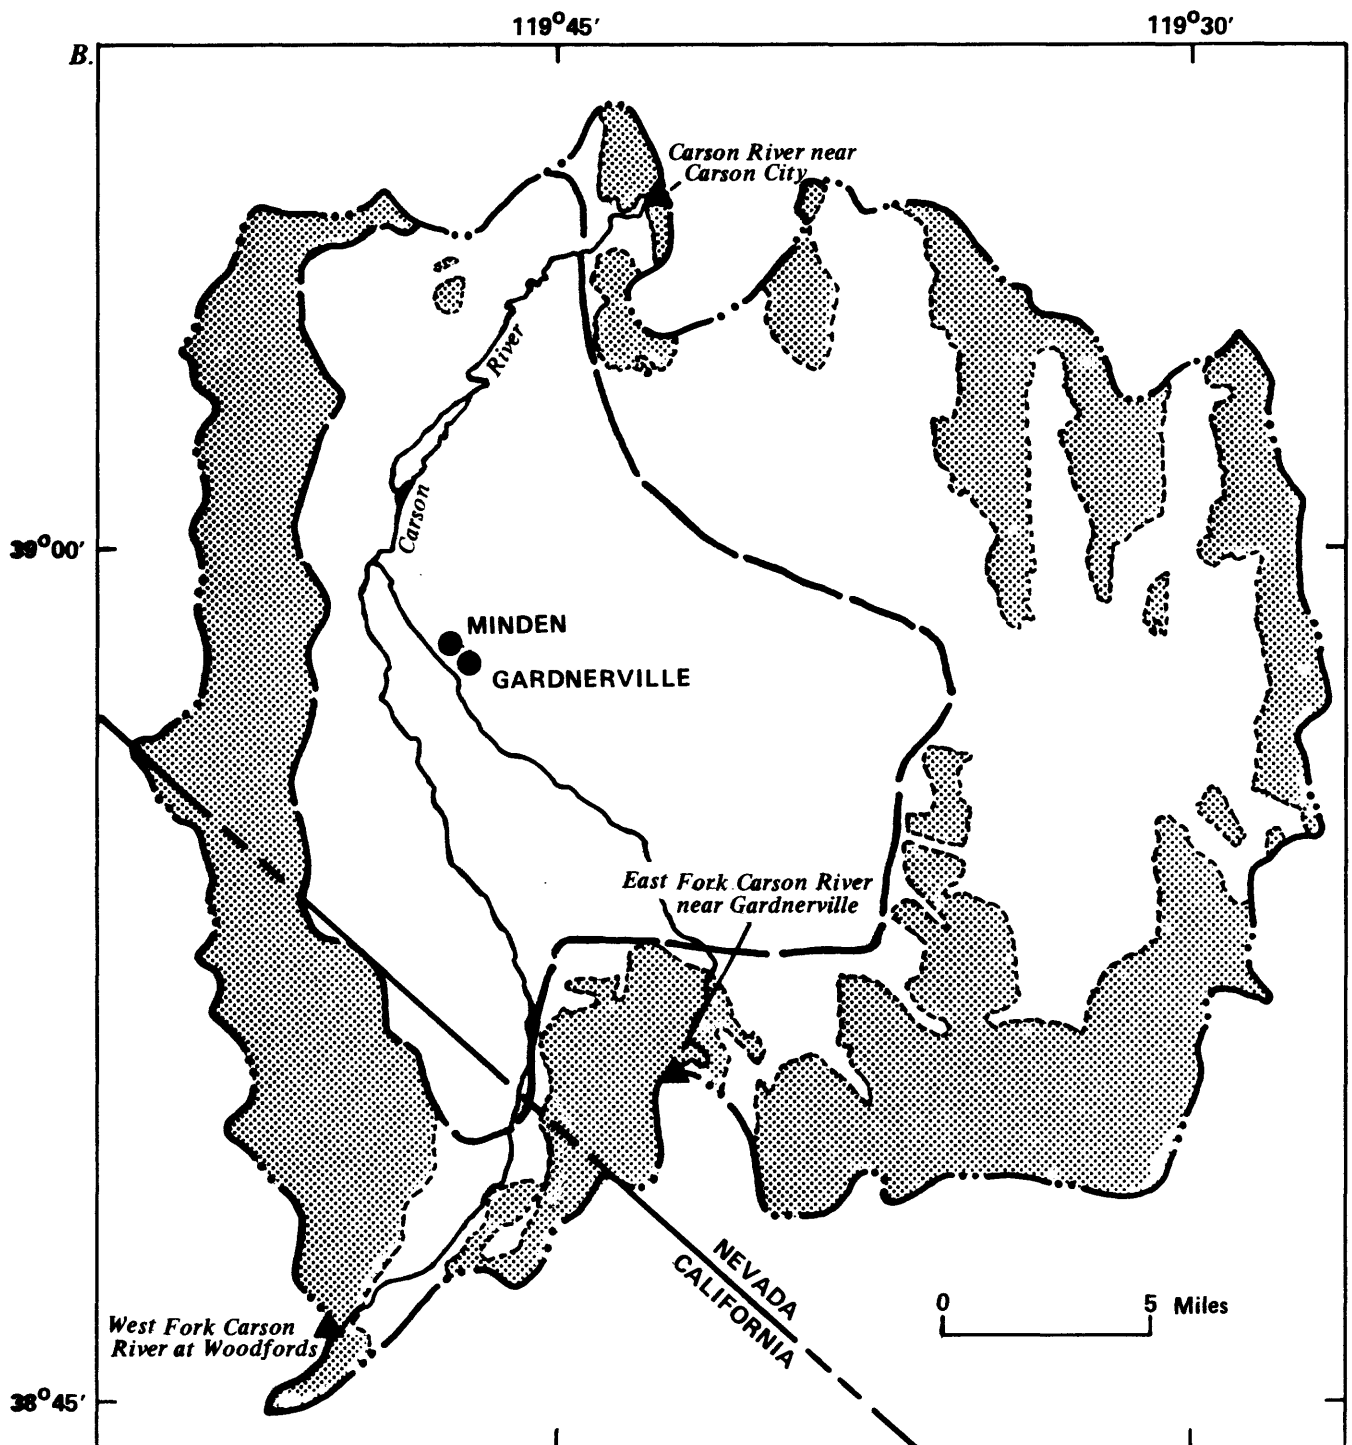 119°45'
119°30'
B.
Carson River near
Carson City
River
Carson
39°00'
MINDEN
GARDNERVILLE
East Fork Carson River
near Gardnerville
NEVADA
CALIFORNIA
0 5 Miles
West Fork Carson
River at Woodfords
38°45'